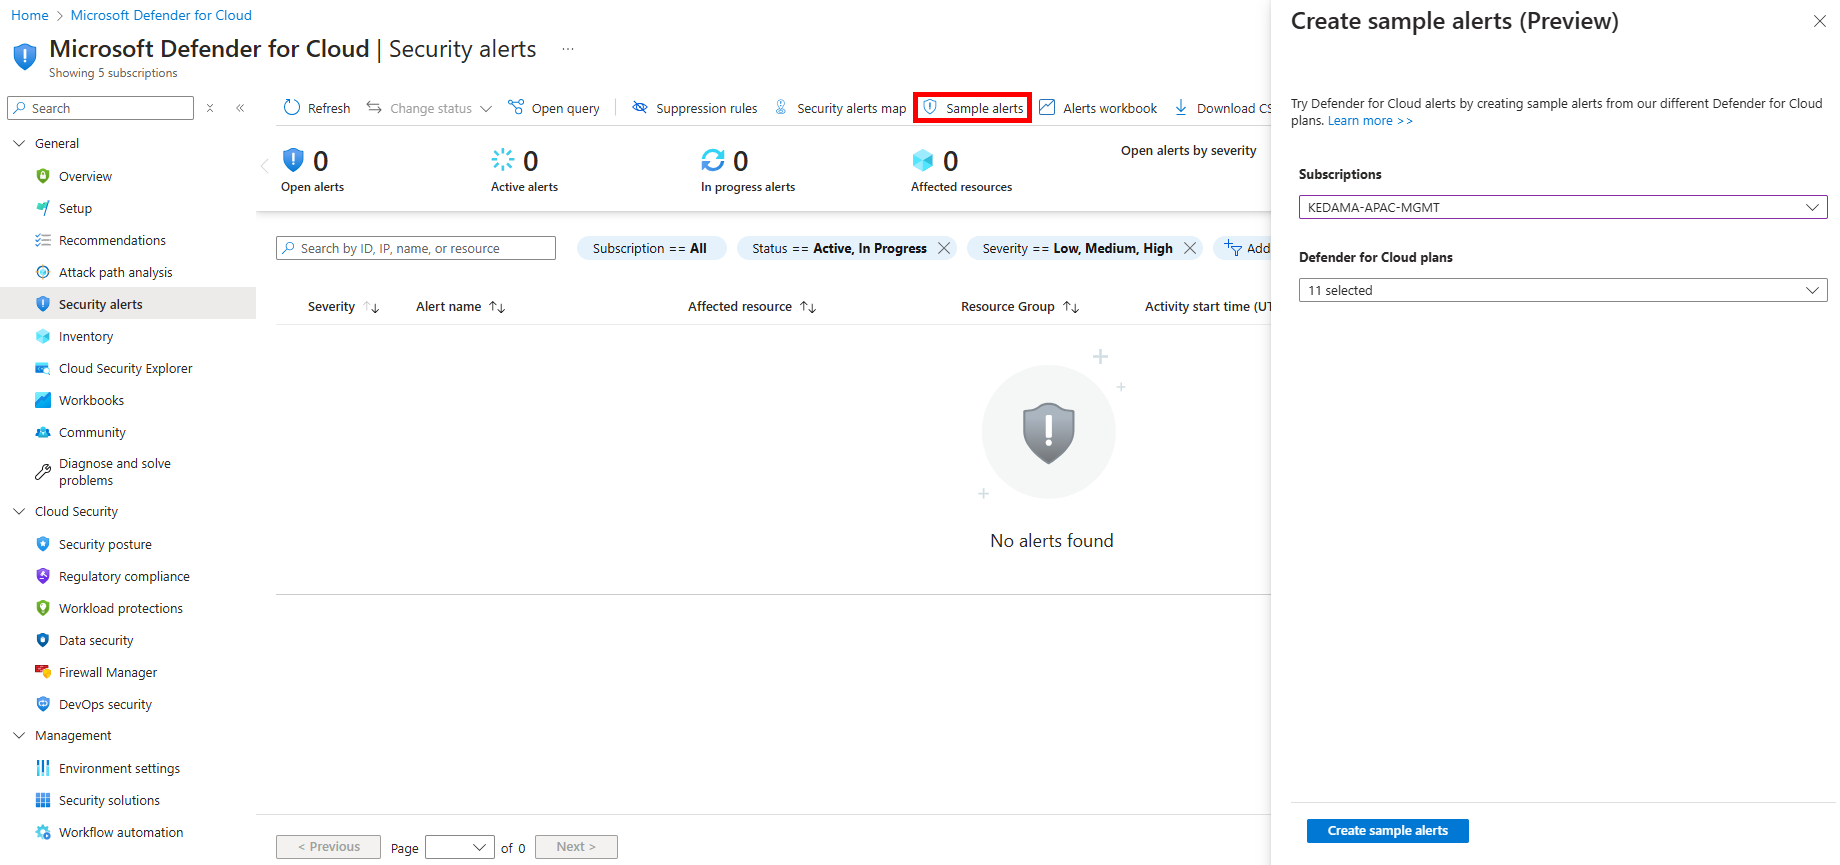 Home > Microsoft Defender for Cloud
Microsoft Defender for Cloud | Security alerts ...
Showing 5 subscriptions
Search
General
Overview
Setup
Recommendations
Attack path analysis
Security alerts
Inventory
Cloud Security Explorer
Workbooks
Community
Diagnose and solve
problems
Cloud Security
Security posture
Regulatory compliance
Workload protections
Data security
Firewall Manager
DevOps security
Management
Environment settings
Security solutions
Workflow automation
Refresh Change status Open query Suppression rules Security alerts map Sample alerts Alerts workbook Download CS
0 0 0 0
Open alerts Active alerts In progress alerts Affected resources
Open alerts by severity
Search by ID, IP, name, or resource
Subscription == All Status == Active, In Progress Severity == Low, Medium, High Add
Severity Alert name Affected resource Resource Group Activity start time (UT
No alerts found
< Previous Page of 0 Next >
Create sample alerts (Preview)
Try Defender for Cloud alerts by creating sample alerts from our different Defender for Cloud
plans. Learn more >>
Subscriptions
KEDAMA-APAC-MGMT
Defender for Cloud plans
11 selected
Create sample alerts